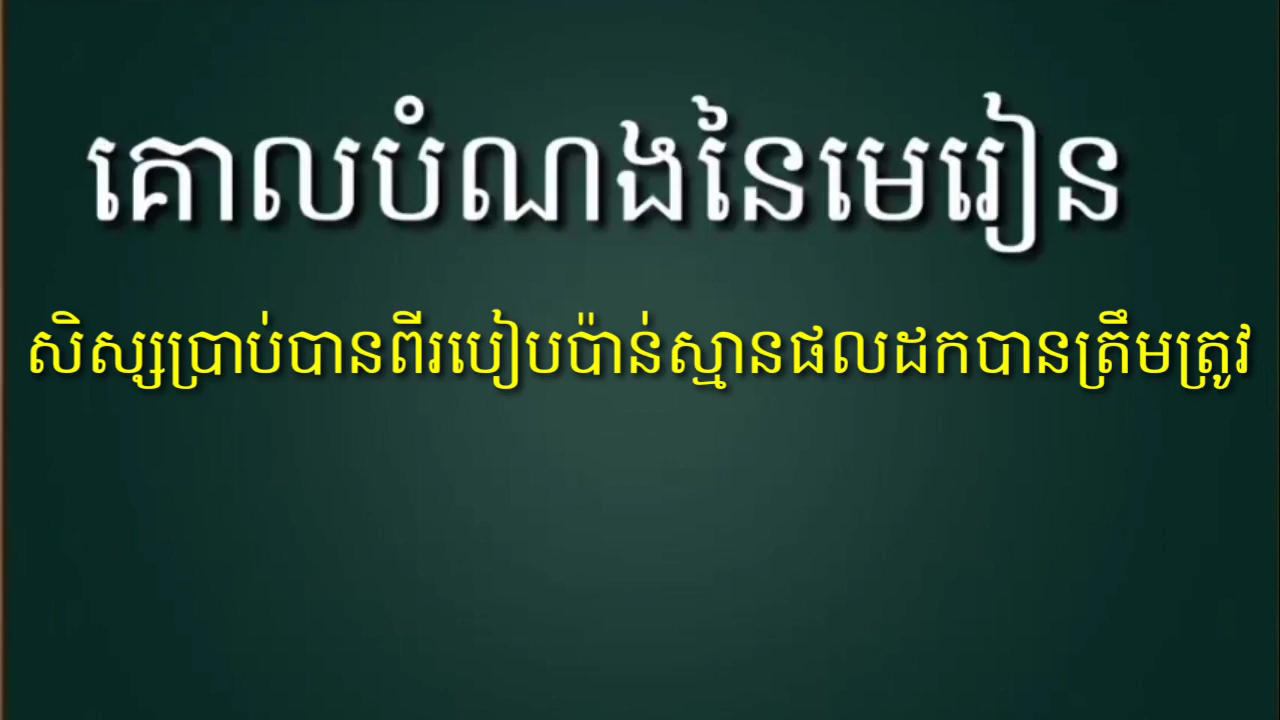 គោលបំណងនៃមេរៀន
សិស្សប្រាប់បានពីរបៀបប៉ាន់ស្មានផលដកបានត្រឹមត្រូវ